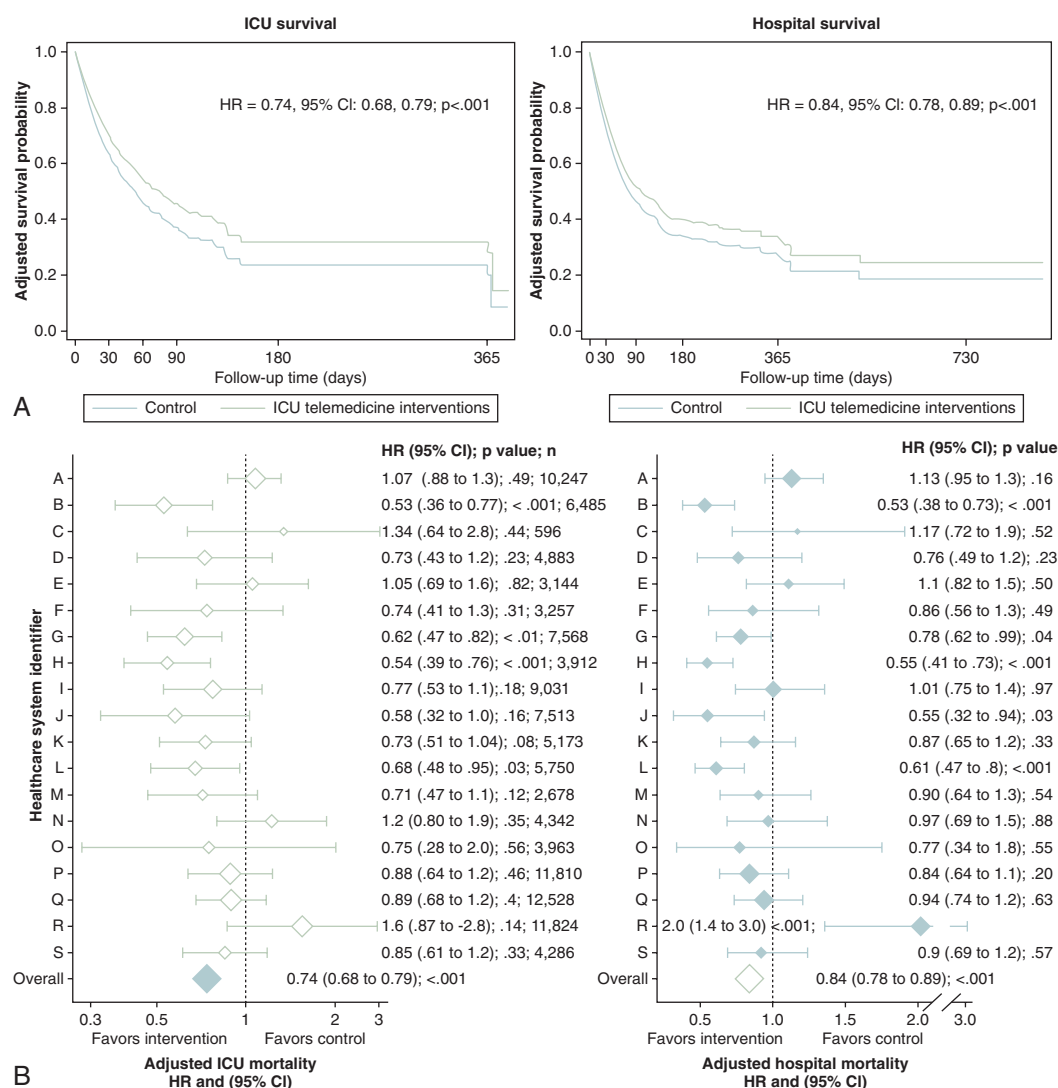 ICU survival
1.0
0.8
0.6
0.4
0.2
0.0
Adjusted survival probability
HR = 0.74, 95% CI: 0.68, 0.79; p<.001
0 30 60 90 180 365
Follow-up time (days)
Hospital survival
1.0
0.8
0.6
0.4
0.2
0.0
Adjusted survival probability
HR = 0.84, 95% CI: 0.78, 0.89; p<.001
0 30 90 180 365 730
Follow-up time (days)
A
Control ICU telemedicine interventions
Control ICU telemedicine interventions
Healthcare system identifier
HR (95% CI); p value; n
A 1.07 (.88 to 1.3); .49; 10,247
B 0.53 (.36 to 0.77); < .001; 6,485
C 1.34 (.64 to 2.8); .44; 596
D 0.73 (.43 to 1.2); .23; 4,883
E 1.05 (.69 to 1.6); .82; 3,144
F 0.74 (.41 to 1.3); .31; 3,257
G 0.62 (.47 to .82); < .01; 7,568
H 0.54 (.39 to .76); < .001; 3,912
I 0.77 (.53 to 1.1);.18; 9,031
J 0.58 (.32 to 1.0); .16; 7,513
K 0.73 (.51 to 1.04); .08; 5,173
L 0.68 (.48 to .95); .03; 5,750
M 0.71 (.47 to 1.1); .12; 2,678
N 1.2 (0.80 to 1.9); .35; 4,342
O 0.75 (.28 to 2.0); .56; 3,963
P 0.88 (.64 to 1.2); .46; 11,810
Q 0.89 (.68 to 1.2); .4; 12,528
R 1.6 (.87 to -2.8); .14; 11,824
S 0.85 (.61 to 1.2); .33; 4,286
Overall 0.74 (0.68 to 0.79); <.001
0.3 0.5 1 2 3
Favors intervention Favors control
Adjusted ICU mortality
HR and (95% CI)
HR (95% CI); p value
A 1.13 (.95 to 1.3); .16
B 0.53 (.38 to 0.73); < .001
C 1.17 (.72 to 1.9); .52
D 0.76 (.49 to 1.2); .23
E 1.1 (.82 to 1.5); .50
F 0.86 (.56 to 1.3); .49
G 0.78 (.62 to .99); .04
H 0.55 (.41 to .73); < .001
I 1.01 (.75 to 1.4); .97
J 0.55 (.32 to .94); .03
K 0.87 (.65 to 1.2); .33
L 0.61 (.47 to .8); <.001
M 0.90 (.64 to 1.3); .54
N 0.97 (.69 to 1.5); .88
O 0.77 (.34 to 1.8); .55
P 0.84 (.64 to 1.1); .20
Q 0.94 (.74 to 1.2); .63
R 2.0 (1.4 to 3.0) <.001;
S 0.9 (.69 to 1.2); .57
Overall 0.84 (0.78 to 0.89); <.001
0.5 1.0 2.0 3.0
Favors intervention Favors control
Adjusted hospital mortality
HR and (95% CI)
B